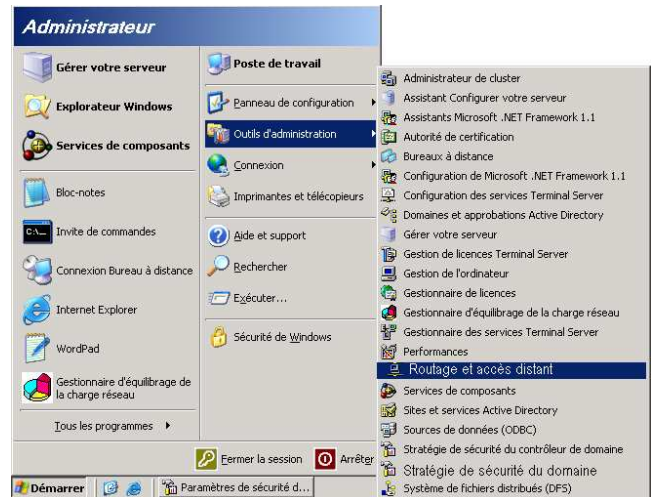 Administrateur
Gérer votre serveur
Explorateur Windows
Services de composants
Bloc-notes
C:\_
Invite de commandes
Connexion Bureau à distance
Internet Explorer
WordPad
Gestionnaire d'équilibrage de
la charge réseau
Tous les programmes
Poste de travail
Panneau de configuration
Outils d'administration
Connexion
Imprimantes et télécopieurs
Aide et support
Rechercher
Exécuter...
Sécurité de Windows
Administrateur de cluster
Assistant Configurer votre serveur
Assistants Microsoft .NET Framework 1.1
Autorité de certification
Bureaux à distance
Configuration de Microsoft .NET Framework 1.1
Configuration des services Terminal Server
Domaines et approbations Active Directory
Gérer votre serveur
Gestion de licences Terminal Server
Gestion de l'ordinateur
Gestionnaire de licences
Gestionnaire d'équilibrage de la charge réseau
Gestionnaire des services Terminal Server
Performances
Routage et accès distant
Services de composants
Sites et services Active Directory
Sources de données (ODBC)
Stratégie de sécurité du contrôleur de domaine
Stratégie de sécurité du domaine
Système de fichiers distribués (DFS)
Fermer la session
Arrêter
Démarrer
Paramètres de sécurité d...